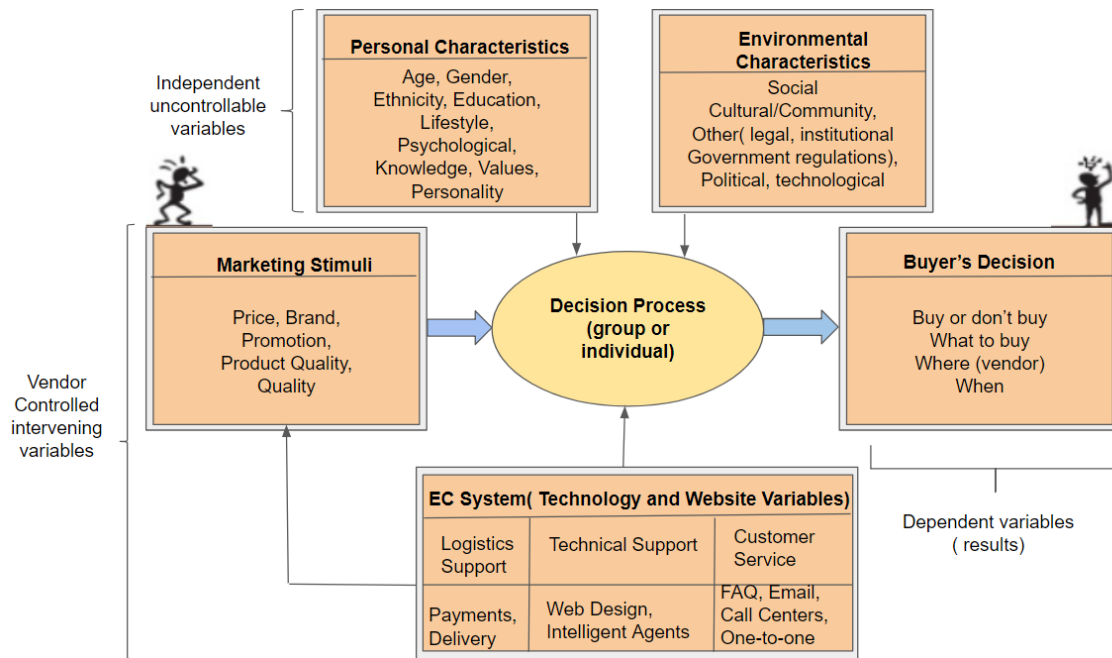 Personal Characteristics
Age, Gender,
Ethnicity, Education,
Lifestyle,
Psychological,
Knowledge, Values,
Personality
Environmental
Characteristics
Social
Cultural/Community,
Other( legal, institutional
Government regulations),
Political, technological
Independent
uncontrollable
variables
Marketing Stimuli
Price, Brand,
Promotion,
Product Quality,
Quality
Decision Process
(group or
individual)
Buyer’s Decision
Buy or don’t buy
What to buy
Where (vendor)
When
Vendor
Controlled
intervening
variables
EC System( Technology and Website Variables)
Logistics
Support
Technical Support
Customer
Service
Payments,
Delivery
Web Design,
Intelligent Agents
FAQ, Email,
Call Centers,
One-to-one
Dependent variables
( results)